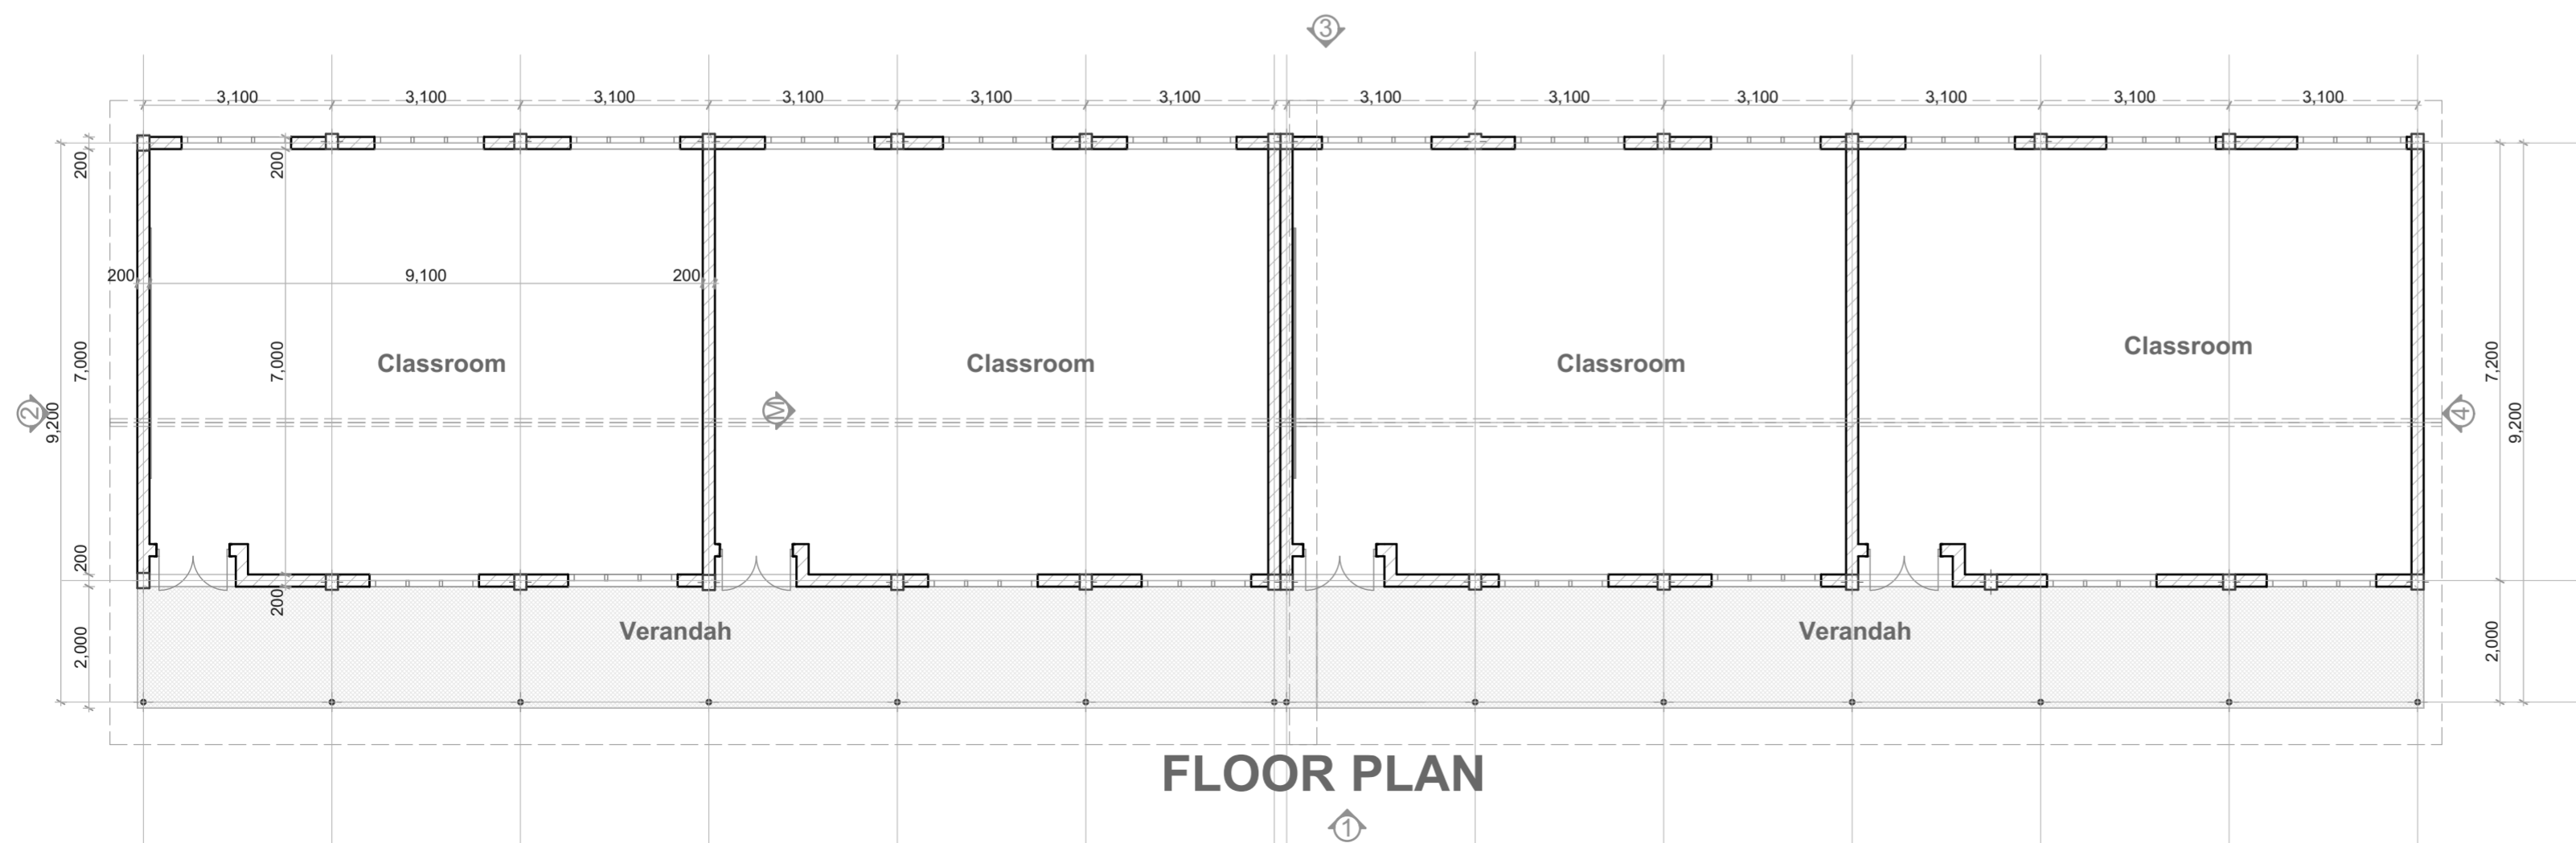 3
3,100 3,100 3,100 3,100 3,100 3,100 3,100 3,100 3,100 3,100 3,100 3,100
200 200
200 9,100 200
7,000 7,000 Classroom Classroom Classroom Classroom 7,200
2 9,200 4 9,200
200
200
2,000 Verandah Verandah 2,000
FLOOR PLAN
1